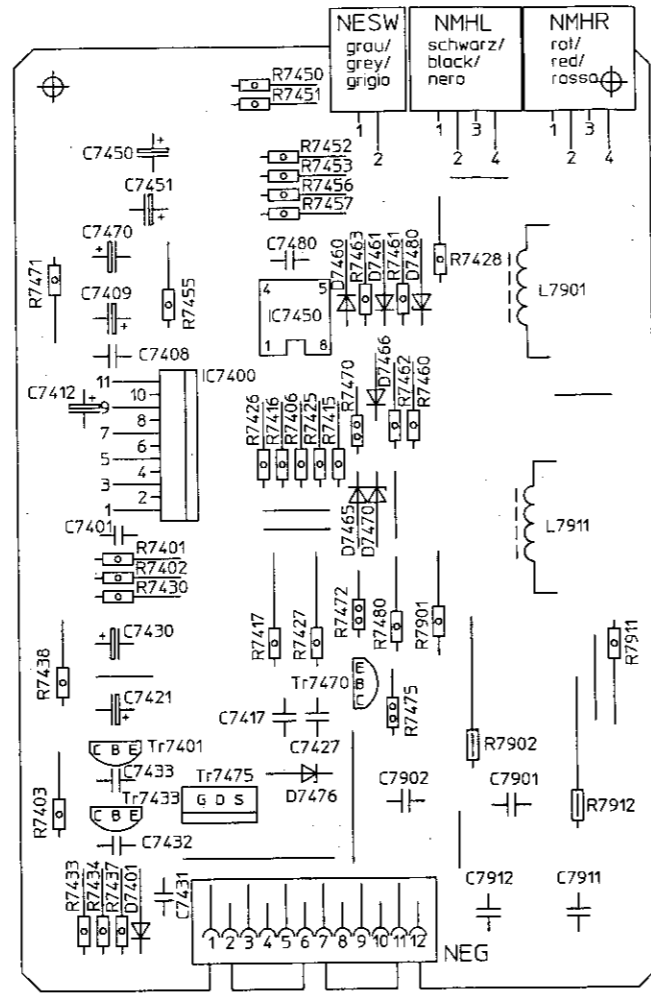 NESW
grau/
grey/
grigio
NMHL
schwarz/
black/
nero
NMHR
rot/
red/
rosso
1
2
1
2
3
4
1
2
3
4
R7450
R7451
C7450
R7452
R7453
R7456
R7457
C7451
C7470
R7471
C7409
R7455
C7480
D7460
R7463
D7461
R7461
D7480
R7428
L7901
4
5
IC7450
1
8
C7408
IC7400
C7412
11
10
9
8
7
6
5
4
3
2
1
R7426
R7416
R7406
R7425
R7415
R7470
D7466
R7462
R7460
C7401
R7401
R7402
R7430
D7465
D7470
L7911
C7430
R7438
R7417
R7427
R7472
R7480
R7901
R7911
Tr7470
E
B
C
R7475
C7421
C7417
C7427
R7902
C B E
Tr7401
C7433
Tr7475
G D S
D7476
C7902
C7901
R7912
R7403
Tr7433
C B E
C7432
R7433
R7434
R7437
D7401
C7431
C7912
C7911
1 2 3 4 5 6 7 8 9 10 11 12
NEG